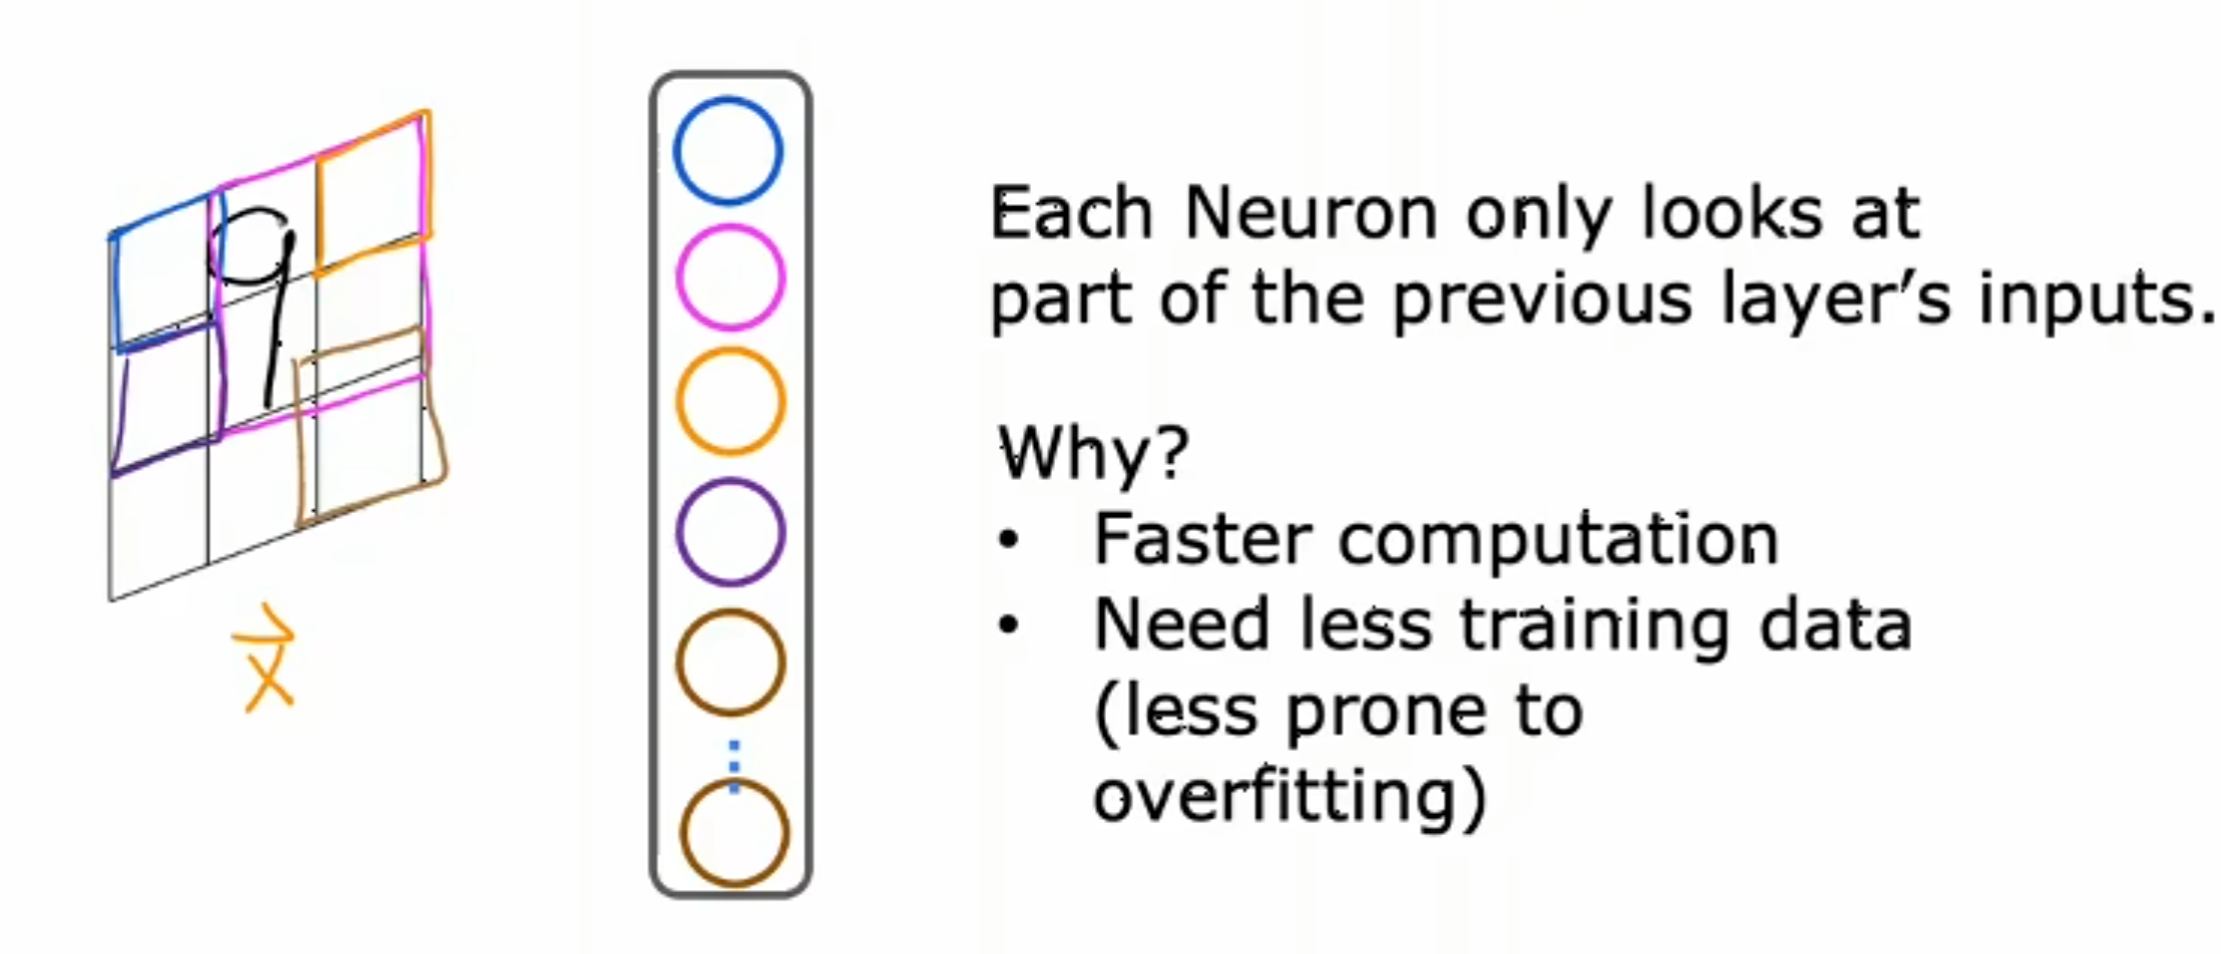 9
x⃗
Each Neuron only looks at
part of the previous layer’s inputs.
Why?
• Faster computation
• Need less training data
(less prone to
overfitting)